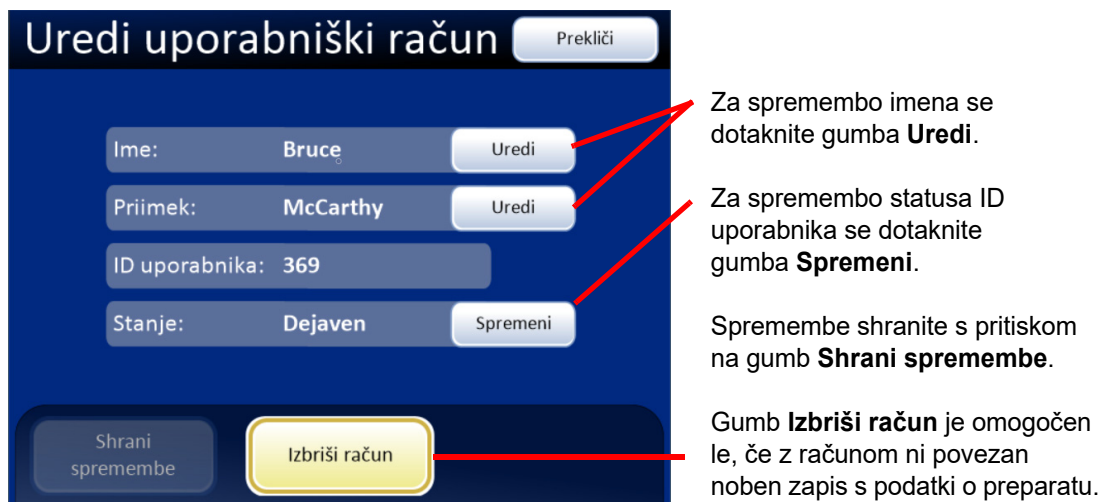 Uredi uporabniški račun
Prekliči
Ime: Bruce Uredi
Priimek: McCarthy Uredi
ID uporabnika: 369
Stanje: Dejaven Spremeni
Shrani
spremembe
Izbriši račun
Za spremembo imena se
dotaknite gumba Uredi.
Za spremembo statusa ID
uporabnika se dotaknite
gumba Spremeni.
Spremembe shranite s pritiskom
na gumb Shrani spremembe.
Gumb Izbriši račun je omogočen
le, če z računom ni povezan
noben zapis s podatki o preparatu.